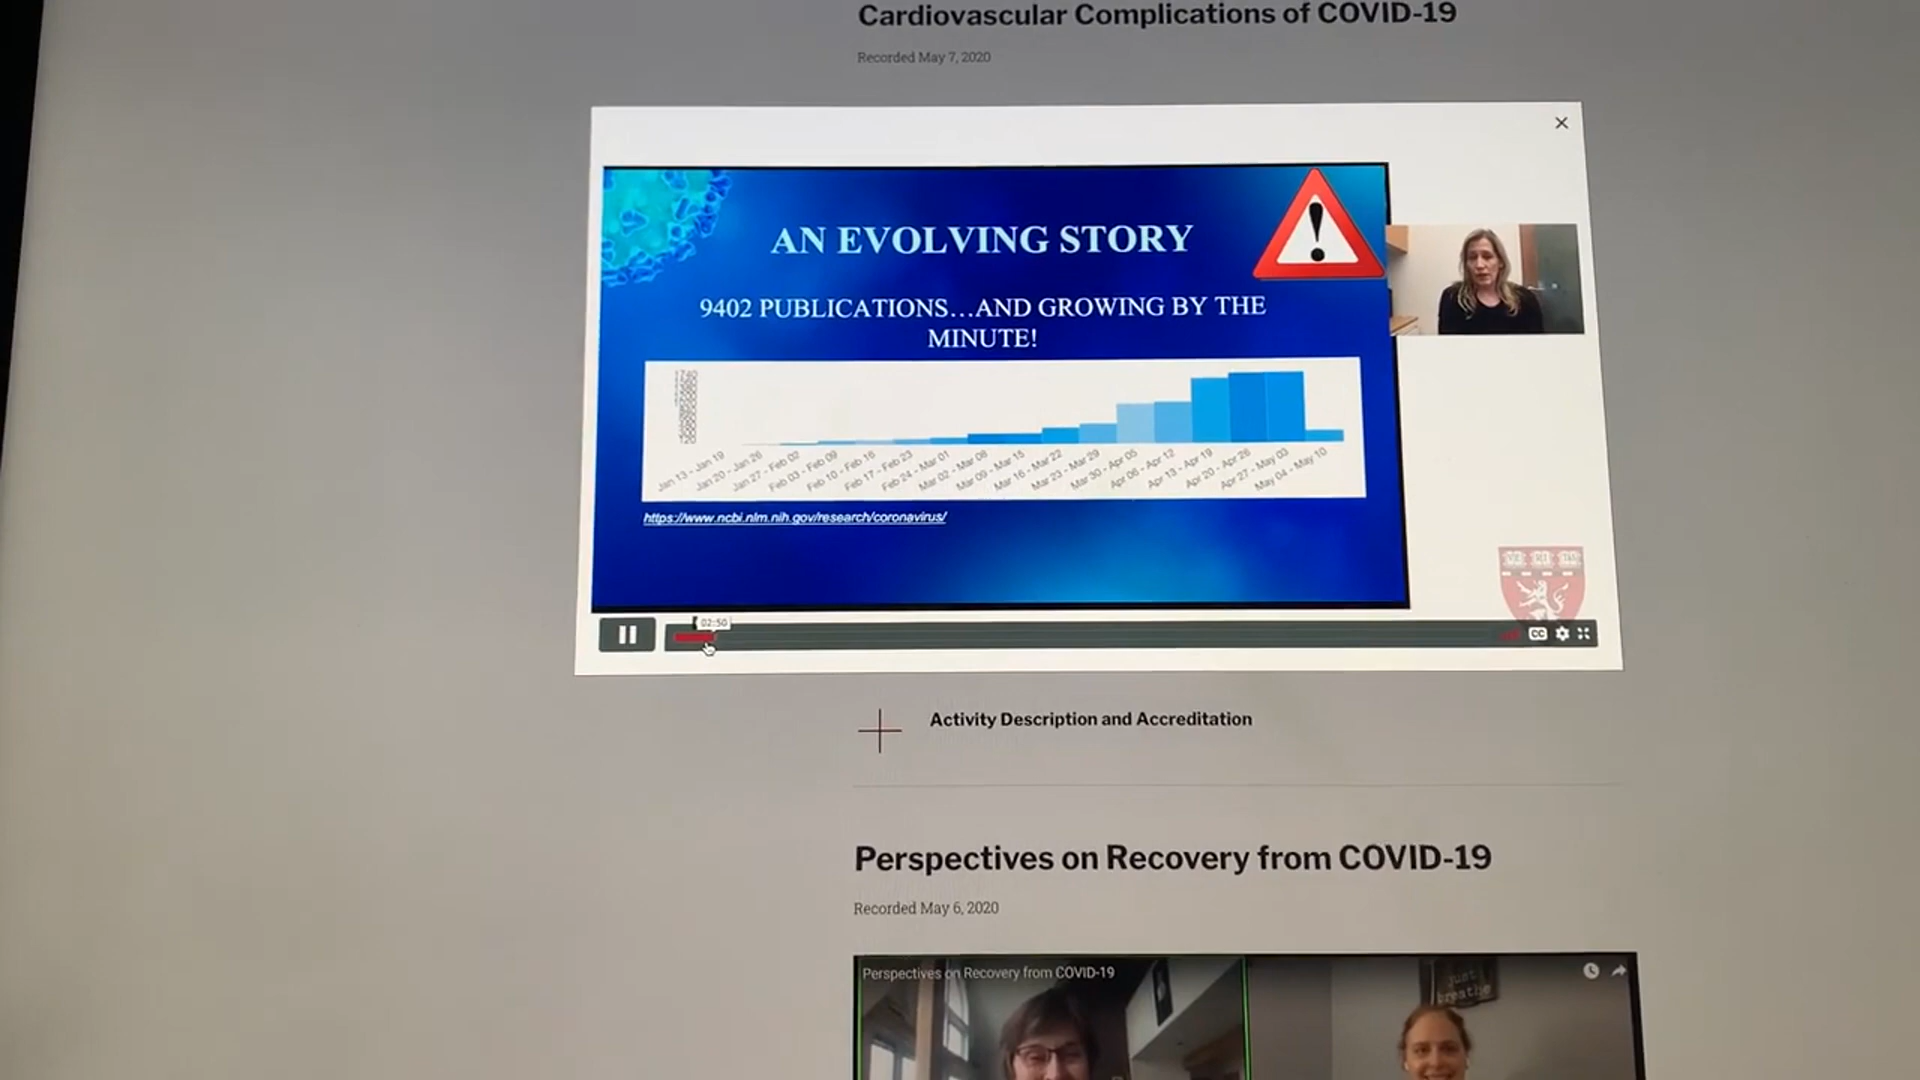 Cardiovascular Complications of COVID-19
Recorded May 7, 2020
AN EVOLVING STORY
9402 PUBLICATIONS...AND GROWING BY THE
MINUTE!
1740
120
Jan 13 - Jan 19
Jan 20 - Jan 26
Jan 27 - Feb 02
Feb 03 - Feb 09
Feb 10 - Feb 16
Feb 17 - Feb 23
Feb 24 - Mar 01
Mar 02 - Mar 08
Mar 09 - Mar 15
Mar 16 - Mar 22
Mar 23 - Mar 29
Mar 30 - Apr 05
Apr 06 - Apr 12
Apr 13 - Apr 19
Apr 20 - Apr 26
Apr 27 - May 03
May 04 - May 10
https://www.ncbi.nlm.nih.gov/research/coronavirus/
VE RI TAS
02:50
CC
Activity Description and Accreditation
Perspectives on Recovery from COVID-19
Recorded May 6, 2020
Perspectives on Recovery from COVID-19
just
breathe